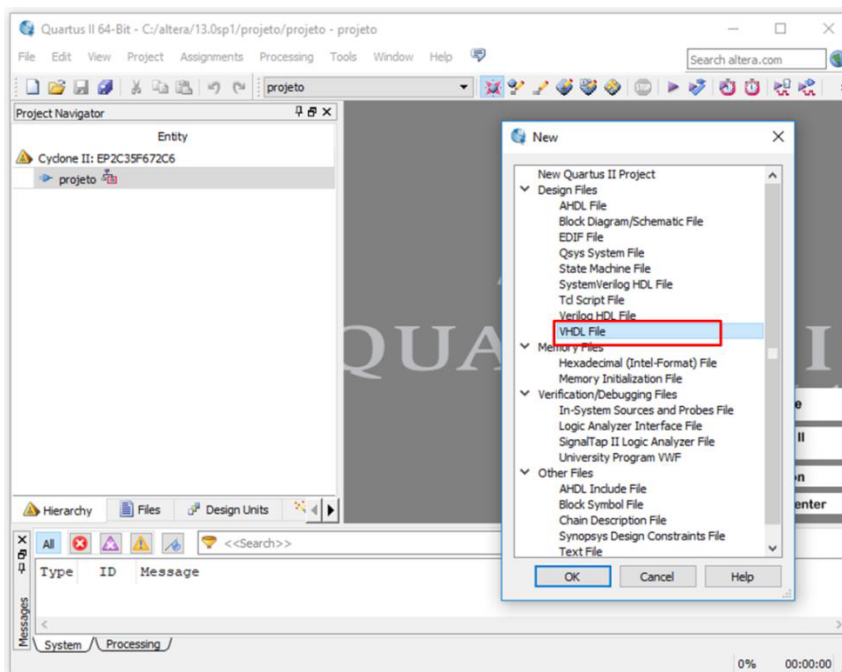 Quartus II 64-Bit - C:/altera/13.0sp1/projeto/projeto - projeto
File Edit View Project Assignments Processing Tools Window Help
Search altera.com
projeto
Project Navigator
Entity
Cyclone II: EP2C35F672C6
projeto
Hierarchy Files Design Units
QUA I
e
II
n
enter
New
New Quartus II Project
Design Files
AHDL File
Block Diagram/Schematic File
EDIF File
Qsys System File
State Machine File
SystemVerilog HDL File
Tcl Script File
Verilog HDL File
VHDL File
Memory Files
Hexadecimal (Intel-Format) File
Memory Initialization File
Verification/Debugging Files
In-System Sources and Probes File
Logic Analyzer Interface File
SignalTap II Logic Analyzer File
University Program VWF
Other Files
AHDL Include File
Block Symbol File
Chain Description File
Synopsys Design Constraints File
Text File
OK Cancel Help
All <<Search>>
Type ID Message
Messages
System Processing
0% 00:00:00